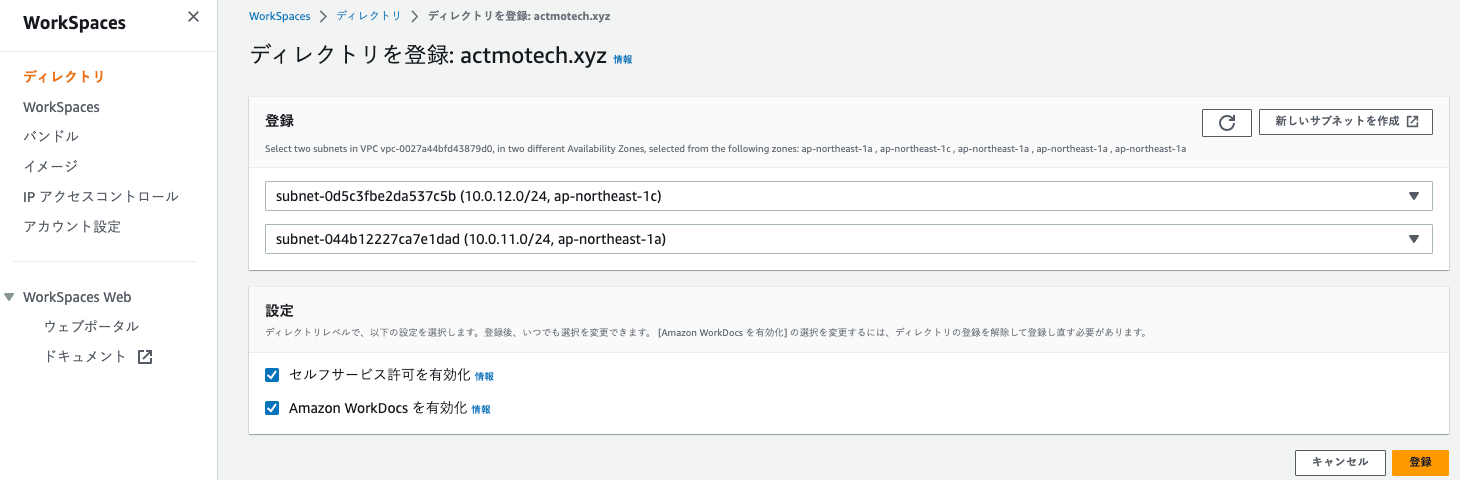 WorkSpaces
ディレクトリ
WorkSpaces
バンドル
イメージ
IP アクセスコントロール
アカウント設定
WorkSpaces Web
ウェブポータル
ドキュメント
WorkSpaces > ディレクトリ > ディレクトリを登録: actmotech.xyz
ディレクトリを登録: actmotech.xyz 情報
登録
新しいサブネットを作成
Select two subnets in VPC vpc-0027a44bfd43879d0, in two different Availability Zones, selected from the following zones: ap-northeast-1a , ap-northeast-1c , ap-northeast-1a , ap-northeast-1a , ap-northeast-1a
subnet-0d5c3fbe2da537c5b (10.0.12.0/24, ap-northeast-1c)
subnet-044b12227ca7e1dad (10.0.11.0/24, ap-northeast-1a)
設定
ディレクトリレベルで、以下の設定を選択します。登録後、いつでも選択を変更できます。 [Amazon WorkDocs を有効化] の選択を変更するには、ディレクトリの登録を解除して登録し直す必要があります。
セルフサービス許可を有効化 情報
Amazon WorkDocs を有効化 情報
キャンセル 登録